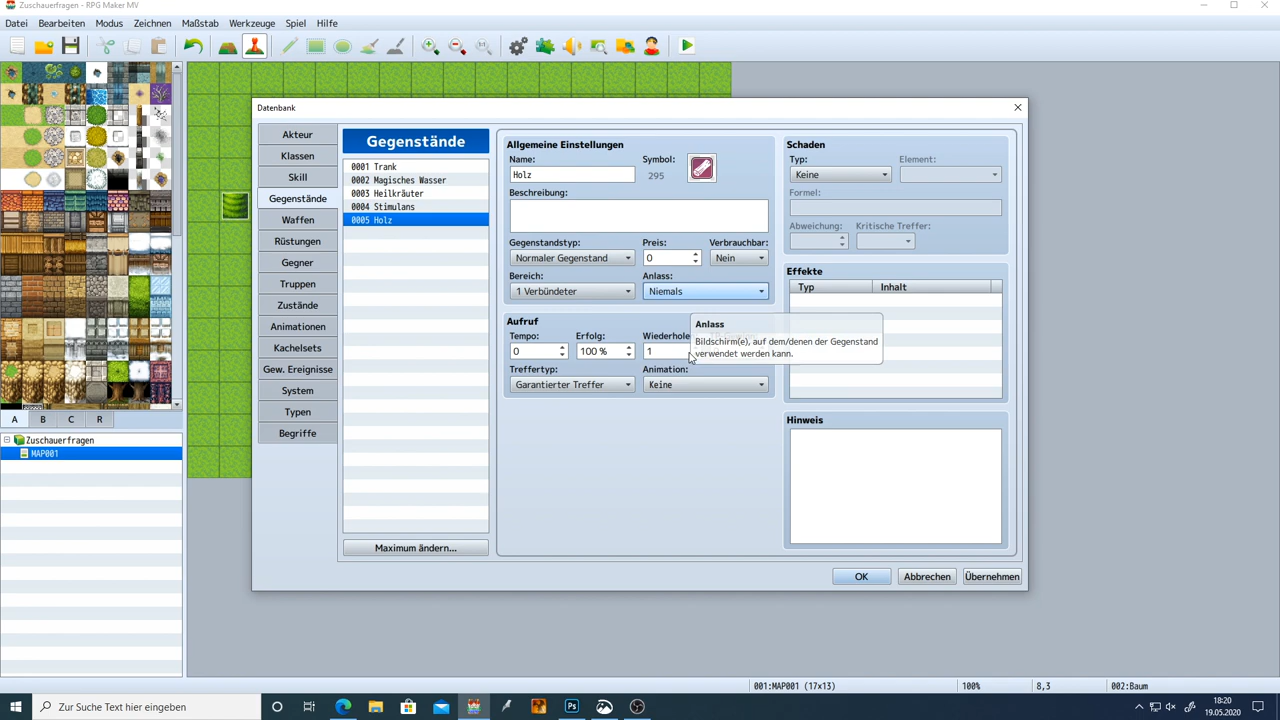 Zuschauerfragen - RPG Maker MV
Datei Bearbeiten Modus Zeichnen Maßstab Werkzeuge Spiel Hilfe
Datenbank
Akteur
Klassen
Skill
Gegenstände
Waffen
Rüstungen
Gegner
Truppen
Zustände
Animationen
Kachelsets
Gew. Ereignisse
System
Typen
Begriffe
Gegenstände
0001 Trank
0002 Magisches Wasser
0003 Heilkräuter
0004 Stimulans
0005 Holz
Maximum ändern...
Allgemeine Einstellungen
Name: Symbol:
Holz 295
Beschreibung:
Gegenstandstyp: Preis: Verbrauchbar:
Normaler Gegenstand 0 Nein
Bereich: Anlass:
1 Verbündeter Niemals
Aufruf
Tempo: Erfolg: Wiederhole
0 100 % 1
Treffertyp: Animation:
Garantierter Treffer Keine
Anlass
Bildschirm(e), auf dem/denen der Gegenstand
verwendet werden kann.
Schaden
Typ: Element:
Keine
Formel:
Abweichung: Kritische Treffer:
Effekte
Typ Inhalt
Hinweis
OK Abbrechen Übernehmen
A B C R
Zuschauerfragen
MAP001
001:MAP001 (17x13) 100% 8,3 002:Baum
Zur Suche Text hier eingeben
18:20
19.05.2020